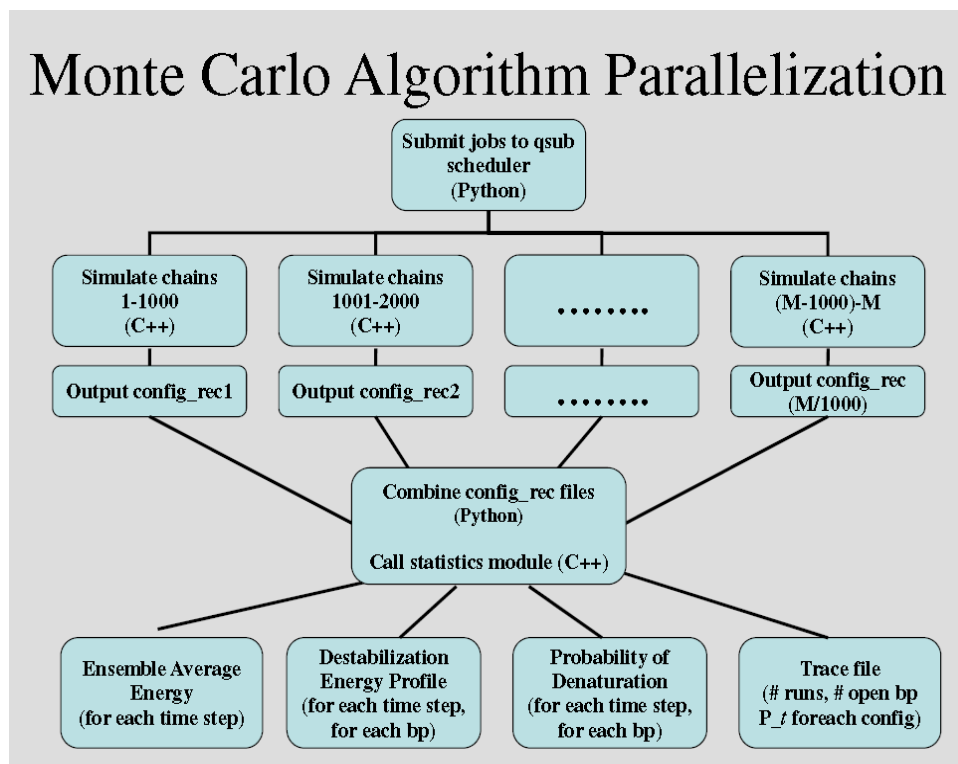 Monte Carlo Algorithm Parallelization
Submit jobs to qsub
scheduler
(Python)
Simulate chains
1-1000
(C++)
Simulate chains
1001-2000
(C++)
........
Simulate chains
(M-1000)-M
(C++)
Output config_rec1
Output config_rec2
........
Output config_rec
(M/1000)
Combine config_rec files
(Python)
Call statistics module (C++)
Ensemble Average
Energy
(for each time step)
Destabilization
Energy Profile
(for each time step,
for each bp)
Probability of
Denaturation
(for each time step,
for each bp)
Trace file
(# runs, # open bp
P_t foreach config)